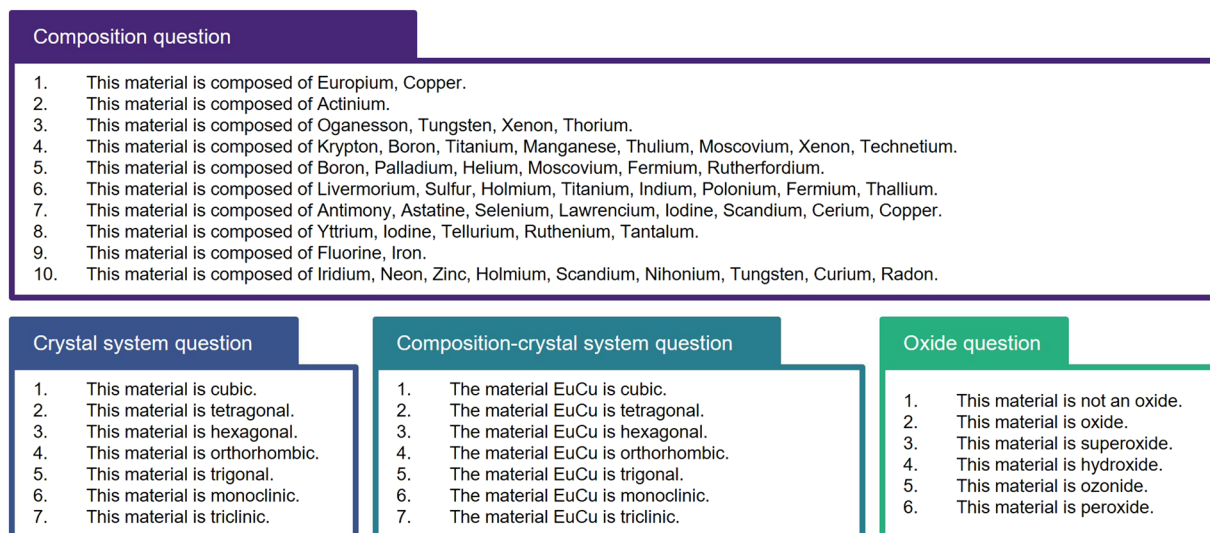 Composition question
1. This material is composed of Europium, Copper.
2. This material is composed of Actinium.
3. This material is composed of Oganesson, Tungsten, Xenon, Thorium.
4. This material is composed of Krypton, Boron, Titanium, Manganese, Thulium, Moscovium, Xenon, Technetium.
5. This material is composed of Boron, Palladium, Helium, Moscovium, Fermium, Rutherfordium.
6. This material is composed of Livermorium, Sulfur, Holmium, Titanium, Indium, Polonium, Fermium, Thallium.
7. This material is composed of Antimony, Astatine, Selenium, Lawrencium, Iodine, Scandium, Cerium, Copper.
8. This material is composed of Yttrium, Iodine, Tellurium, Ruthenium, Tantalum.
9. This material is composed of Fluorine, Iron.
10. This material is composed of Iridium, Neon, Zinc, Holmium, Scandium, Nihonium, Tungsten, Curium, Radon.
Crystal system question
1. This material is cubic.
2. This material is tetragonal.
3. This material is hexagonal.
4. This material is orthorhombic.
5. This material is trigonal.
6. This material is monoclinic.
7. This material is triclinic.
Composition-crystal system question
1. The material EuCu is cubic.
2. The material EuCu is tetragonal.
3. The material EuCu is hexagonal.
4. The material EuCu is orthorhombic.
5. The material EuCu is trigonal.
6. The material EuCu is monoclinic.
7. The material EuCu is triclinic.
Oxide question
1. This material is not an oxide.
2. This material is oxide.
3. This material is superoxide.
4. This material is hydroxide.
5. This material is ozonide.
6. This material is peroxide.